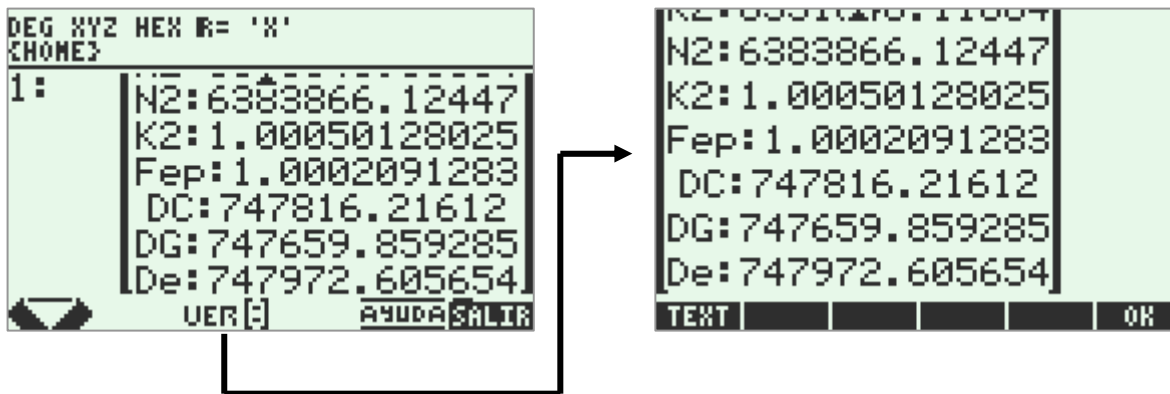 DEG XYZ HEX R= 'X'
{HOME}
1:
N2:6383866.12447
K2:1.00050128025
Fep:1.0002091283
DC:747816.21612
DG:747659.859285
De:747972.605654
VER[:] AYUDA SALIR
N2:6383866.12447
K2:1.00050128025
Fep:1.0002091283
DC:747816.21612
DG:747659.859285
De:747972.605654
TEXT OK